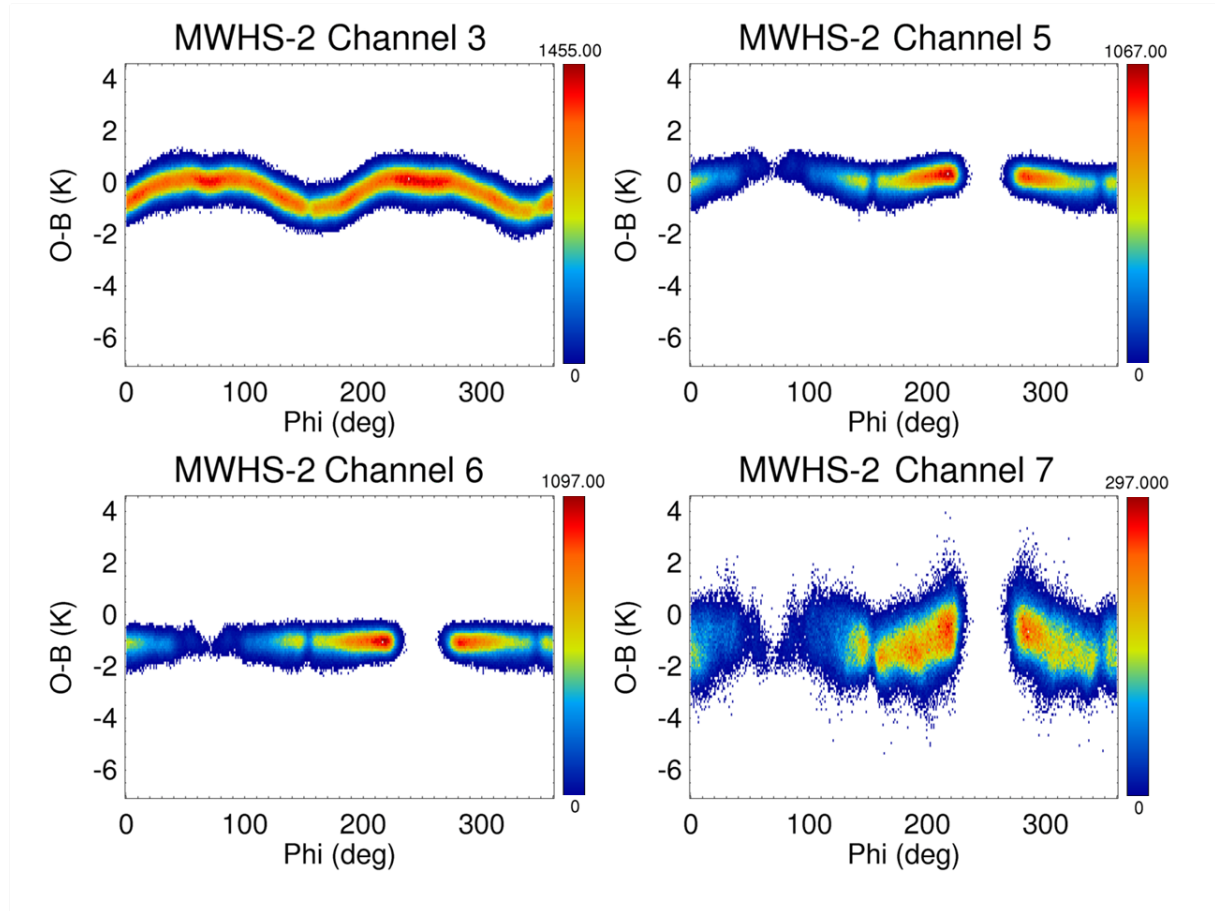 MWHS-2 Channel 3
1455.00
4
2
0
-2
-4
-6
O-B (K)
0
0 100 200 300
Phi (deg)
MWHS-2 Channel 5
1067.00
4
2
0
-2
-4
-6
O-B (K)
0
0 100 200 300
Phi (deg)
MWHS-2 Channel 6
1097.00
4
2
0
-2
-4
-6
O-B (K)
0
0 100 200 300
Phi (deg)
MWHS-2 Channel 7
297.000
4
2
0
-2
-4
-6
O-B (K)
0
0 100 200 300
Phi (deg)